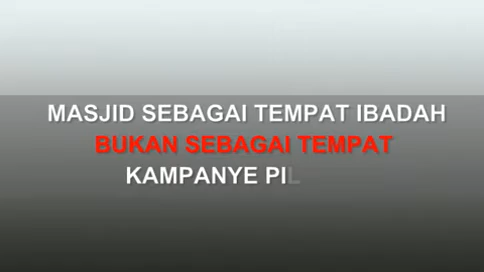 MASJID SEBAGAI TEMPAT IBADAH
BUKAN SEBAGAI TEMPAT
KAMPANYE PIL